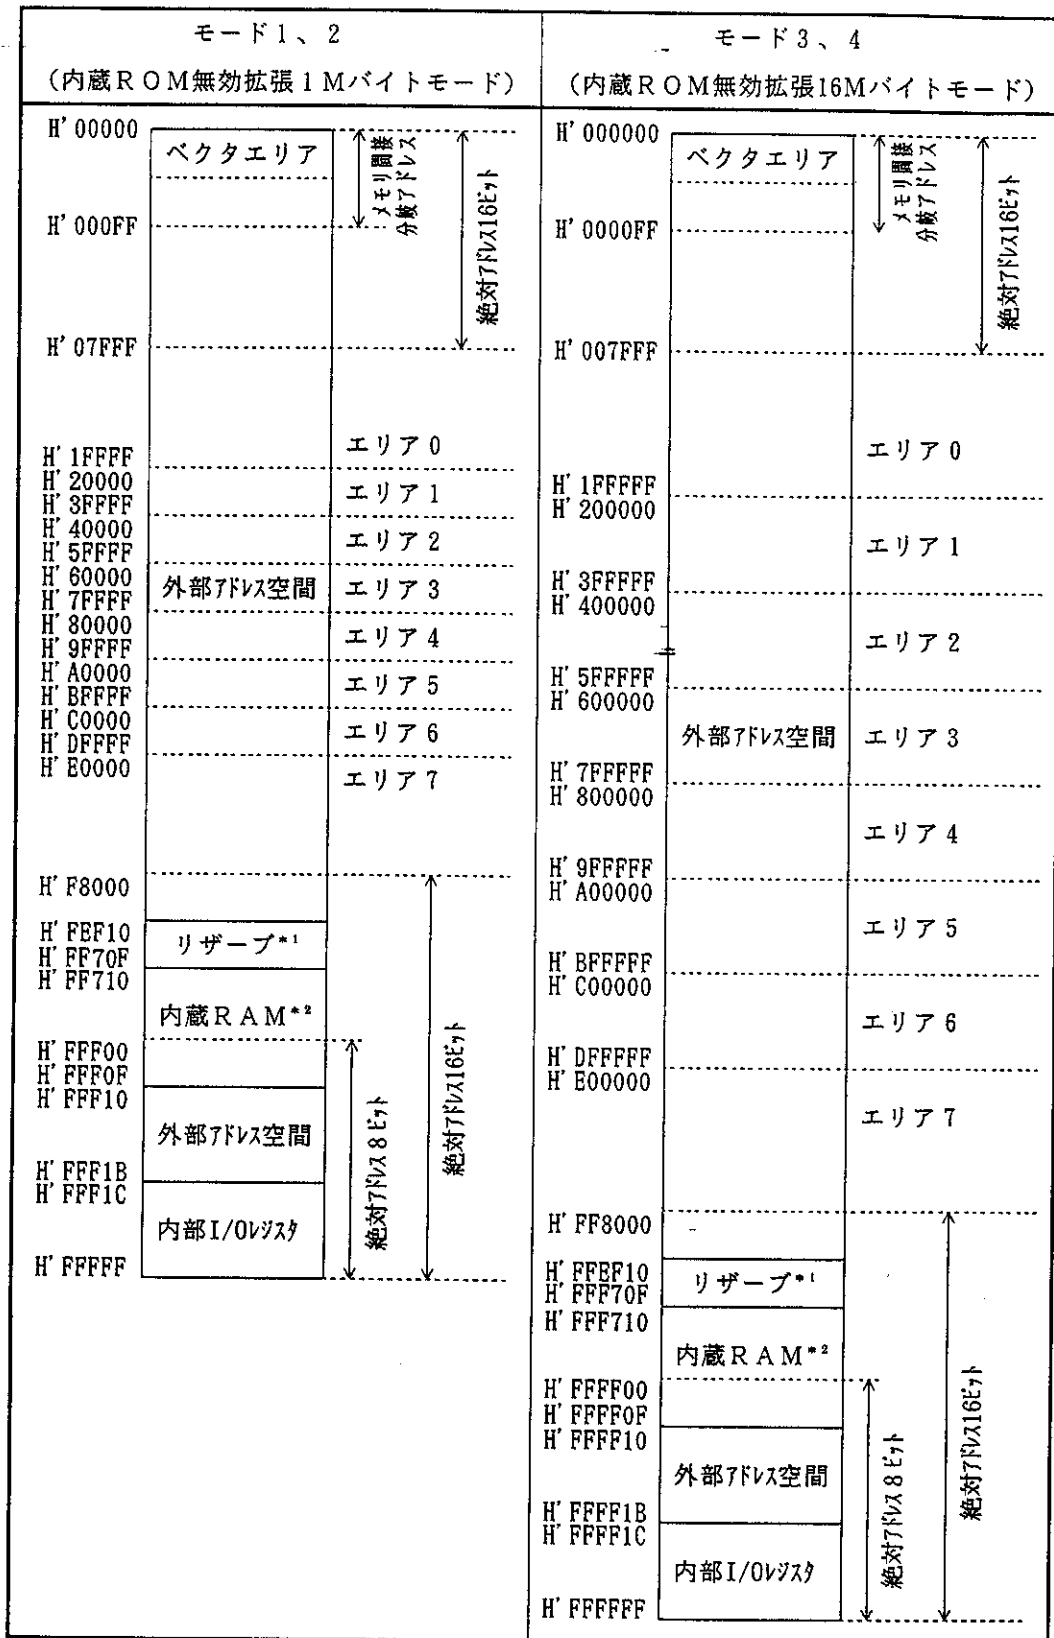 モード1、2
(内蔵ROM無効拡張1Mバイトモード)
H'00000
ベクタエリア
メモリ間接
分岐アドレス
絶対アドレス16ビット
H'000FF
H'07FFF
エリア0
H'1FFFF
H'20000
エリア1
H'3FFFF
H'40000
エリア2
H'5FFFF
H'60000
外部アドレス空間
エリア3
H'7FFFF
H'80000
エリア4
H'9FFFF
H'A0000
エリア5
H'BFFFF
H'C0000
エリア6
H'DFFFF
H'E0000
エリア7
H'F8000
H'FEF10
リザーブ*1
H'FF70F
H'FF710
内蔵RAM*2
H'FFF00
H'FFF0F
H'FFF10
外部アドレス空間
H'FFF1B
H'FFF1C
内部I/Oレジスタ
H'FFFFF
絶対アドレス8ビット
絶対アドレス16ビット
モード3、4
(内蔵ROM無効拡張16Mバイトモード)
H'000000
ベクタエリア
メモリ間接
分岐アドレス
絶対アドレス16ビット
H'0000FF
H'007FFF
エリア0
H'1FFFFF
H'200000
エリア1
H'3FFFFF
H'400000
エリア2
H'5FFFFF
H'600000
外部アドレス空間
エリア3
H'7FFFFF
H'800000
エリア4
H'9FFFFF
H'A00000
エリア5
H'BFFFFF
H'C00000
エリア6
H'DFFFFF
H'E00000
エリア7
H'FF8000
H'FFEF10
リザーブ*1
H'FFF70F
H'FFF710
内蔵RAM*2
H'FFFF00
H'FFFF0F
H'FFFF10
外部アドレス空間
H'FFFF1B
H'FFFF1C
内部I/Oレジスタ
H'FFFFFF
絶対アドレス8ビット
絶対アドレス16ビット